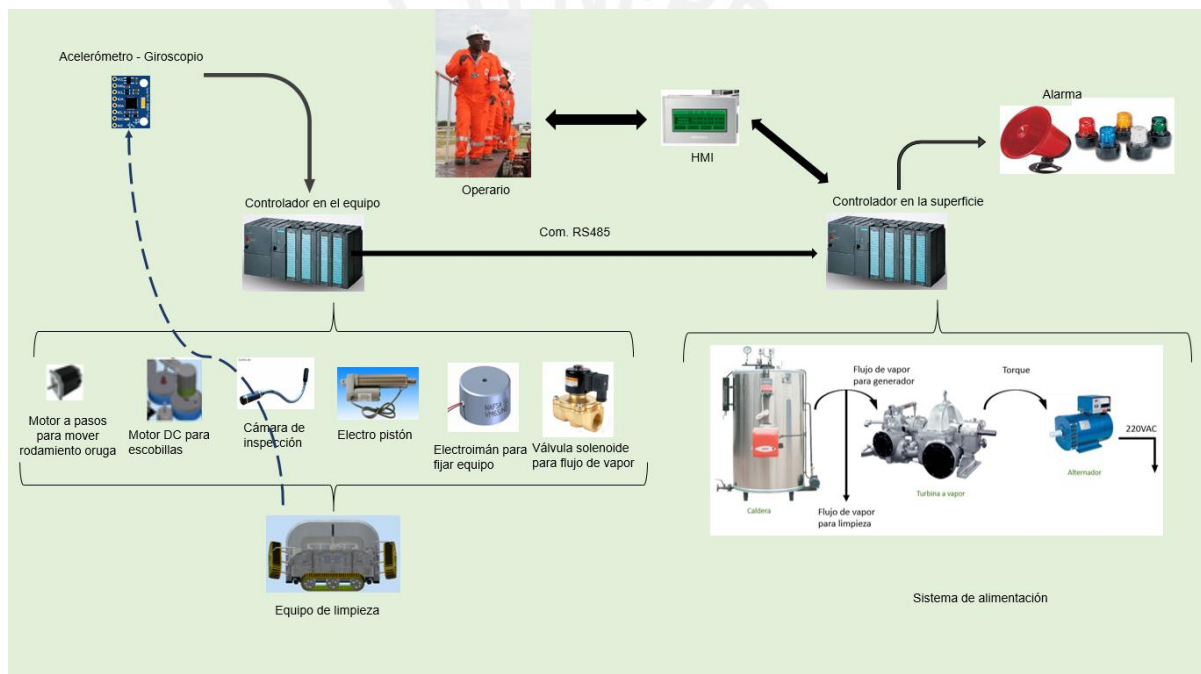 Acelerómetro - Giroscopio
Operario
HMI
Alarma
Controlador en el equipo
Com. RS485
Controlador en la superficie
Motor a pasos
para mover
rodamiento oruga
Motor DC para
escobillas
Cámara de
inspección
Electro pistón
Electroimán para
fijar equipo
Válvula solenoide
para flujo de vapor
Equipo de limpieza
Flujo de vapor
para generador
Torque
220VAC
Caldera
Flujo de vapor
para limpieza
Turbina a vapor
Alternador
Sistema de alimentación